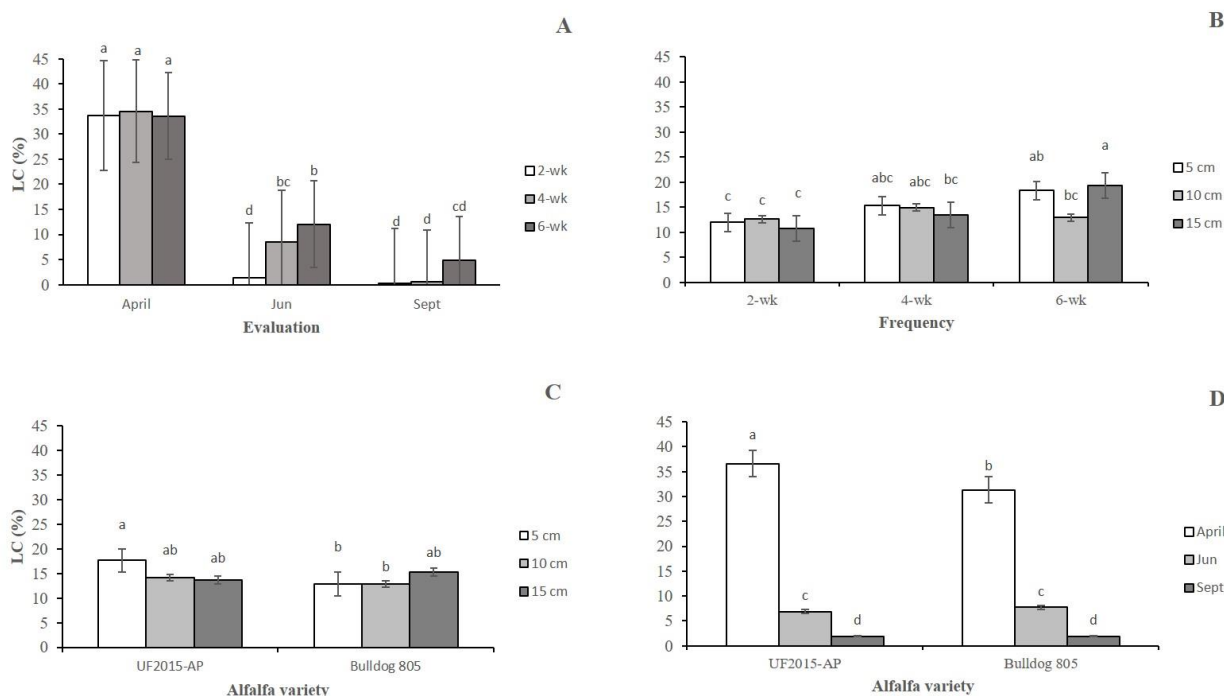 A
a a a
45
40
35
30
25
20
15
10
5
0
LC (%)
d bc b
d d cd
April Jun Sept
Evaluation
2-wk
4-wk
6-wk
B
45
40
35
30
25
20
15
10
5
0
c c c
abc abc bc
ab bc a
2-wk 4-wk 6-wk
Frequency
5 cm
10 cm
15 cm
C
45
40
35
30
25
20
15
10
5
0
LC (%)
a ab ab
b b ab
UF2015-AP Bulldog 805
Alfalfa variety
5 cm
10 cm
15 cm
D
45
40
35
30
25
20
15
10
5
0
a c d
b c d
UF2015-AP Bulldog 805
Alfalfa variety
April
Jun
Sept